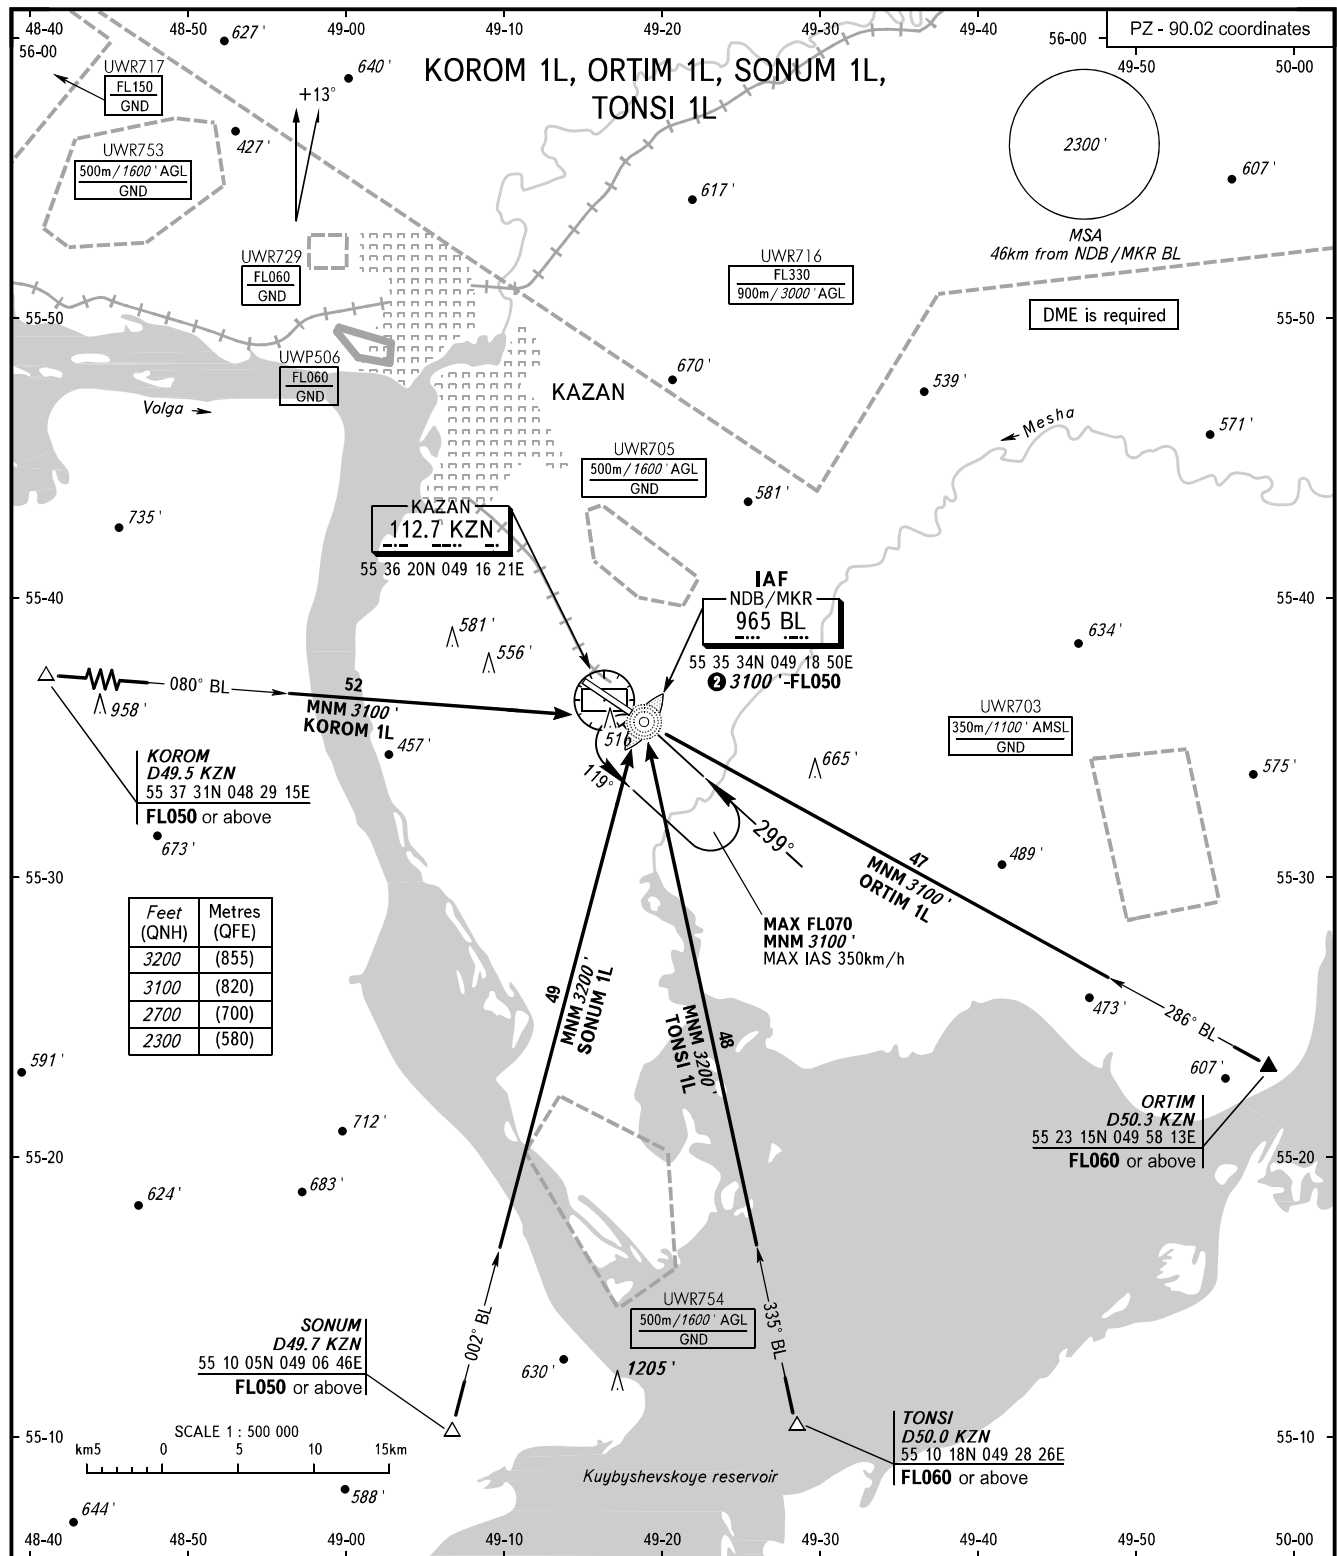 48-40
48-50
49-00
49-10
49-20
49-30
49-40
49-50
50-00
56-00
56-00
PZ - 90.02 coordinates
KOROM 1L, ORTIM 1L, SONUM 1L,
TONSI 1L
627'
640'
UWR717
FL150
GND
+13°
427'
UWR753
500m/1600' AGL
GND
2300'
607'
617'
MSA
46km from NDB/MKR BL
UWR729
FL060
GND
UWR716
FL330
900m/3000' AGL
DME is required
55-50
55-50
UWP506
FL060
GND
670'
539'
KAZAN
Volga
Mesha
571'
UWR705
500m/1600' AGL
GND
581'
735'
KAZAN
112.7 KZN
55 36 20N 049 16 21E
IAF
NDB/MKR
965 BL
55 35 34N 049 18 50E
2 3100'-FL050
55-40
55-40
581'
556'
634'
080° BL
52
MNM 3100'
KOROM 1L
958'
457'
516
119°
299°
665'
UWR703
350m/1100' AMSL
GND
575'
KOROM
D49.5 KZN
55 37 31N 048 29 15E
FL050 or above
673'
489'
47
MNM 3100'
ORTIM 1L
55-30
55-30
MAX FL070
MNM 3100'
MAX IAS 350km/h
Feet
(QNH)
Metres
(QFE)
3200 (855)
3100 (820)
2700 (700)
2300 (580)
49
MNM 3200'
SONUM 1L
48
MNM 3200'
TONSI 1L
473'
286° BL
591'
607'
ORTIM
D50.3 KZN
55 23 15N 049 58 13E
FL060 or above
712'
55-20
55-20
624'
683'
UWR754
500m/1600' AGL
GND
002° BL
335° BL
SONUM
D49.7 KZN
55 10 05N 049 06 46E
FL050 or above
630'
1205'
SCALE 1 : 500 000
km5 0 5 10 15km
TONSI
D50.0 KZN
55 10 18N 049 28 26E
FL060 or above
55-10
55-10
Kuybyshevskoye reservoir
588'
644'
48-40
48-50
49-00
49-10
49-20
49-30
49-40
49-50
50-00